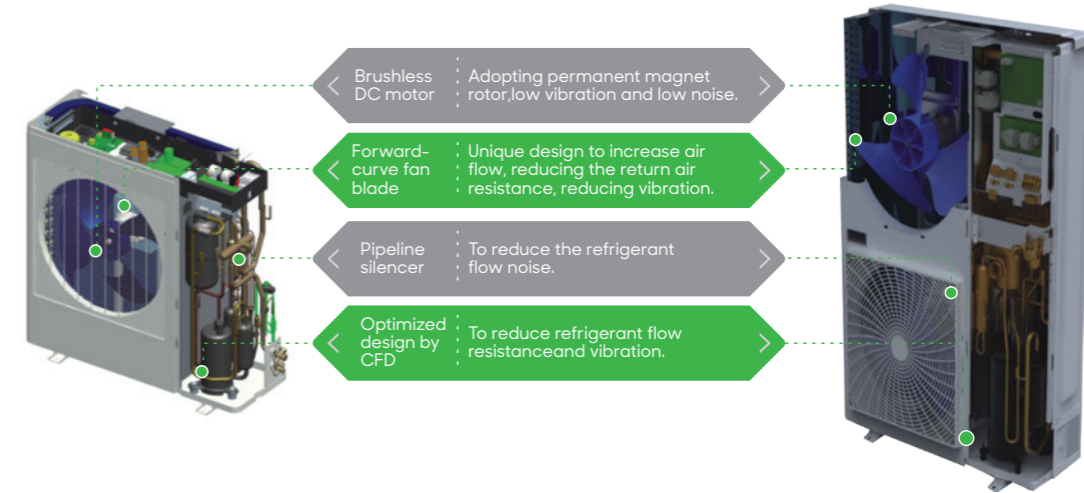 Brushless
DC motor
Adopting permanent magnet
rotor,low vibration and low noise.
Forward-
curve fan
blade
Unique design to increase air
flow, reducing the return air
resistance, reducing vibration.
Pipeline
silencer
To reduce the refrigerant
flow noise.
Optimized
design by
CFD
To reduce refrigerant flow
resistanceand vibration.